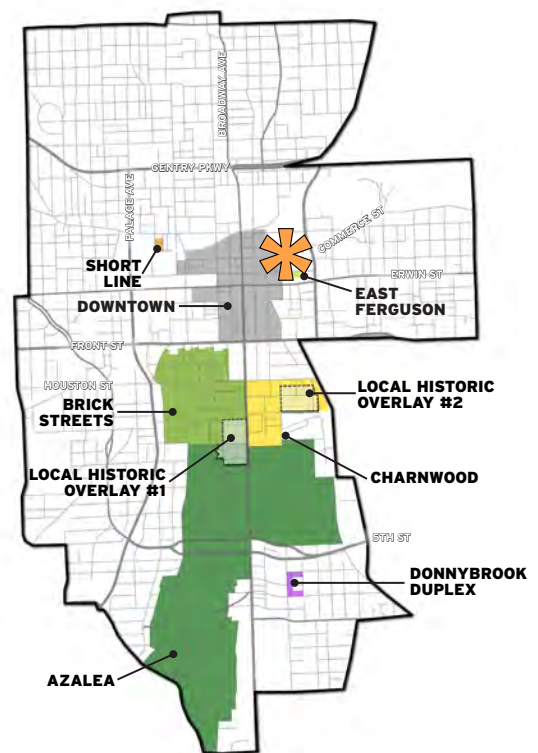 BROADWAY AVE
GENTRY PKWY
PALACE AVE
COMMERCE ST
SHORT
LINE
ERWIN ST
DOWNTOWN
EAST
FERGUSON
FRONT ST
HOUSTON ST
BRICK
STREETS
LOCAL HISTORIC
OVERLAY #2
LOCAL HISTORIC
OVERLAY #1
CHARNWOOD
5TH ST
DONNYBROOK
DUPLEX
AZALEA